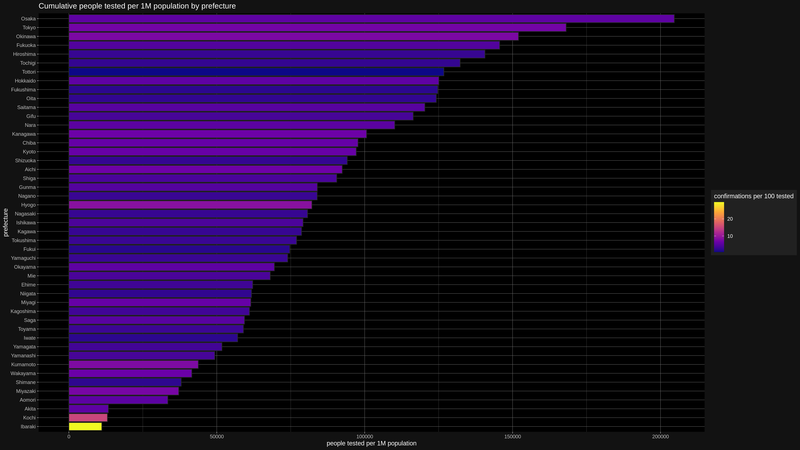 Cumulative people tested per 1M population by prefecture
Osaka
Tokyo
Okinawa
Fukuoka
Hiroshima
Tochigi
Tottori
Hokkaido
Fukushima
Oita
Saitama
Gifu
Nara
Kanagawa
Chiba
Kyoto
Shizuoka
Aichi
Shiga
Gunma
Nagano
Hyogo
Nagasaki
Ishikawa
Kagawa
Tokushima
Fukui
Yamaguchi
Okayama
Mie
Ehime
Niigata
Miyagi
Kagoshima
Saga
Toyama
Iwate
Yamagata
Yamanashi
Kumamoto
Wakayama
Shimane
Miyazaki
Aomori
Akita
Kochi
Ibaraki
prefecture
0 50000 100000 150000 200000
people tested per 1M population
confirmations per 100 tested
20
10